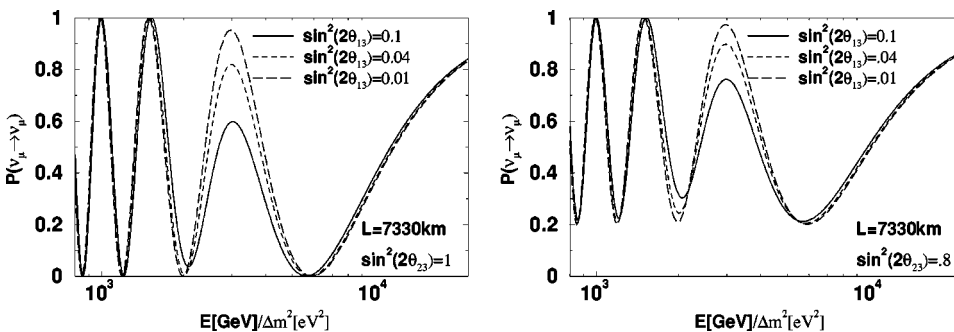 1
0.8
0.6
0.4
0.2
0
P(νμ→νμ)
sin²(2θ₁₃)=0.1
sin²(2θ₁₃)=0.04
sin²(2θ₁₃)=0.01
L=7330km
sin²(2θ₂₃)=1
10³
10⁴
E[GeV]/Δm²[eV²]
1
0.8
0.6
0.4
0.2
0
P(νμ→νμ)
sin²(2θ₁₃)=0.1
sin²(2θ₁₃)=.04
sin²(2θ₁₃)=.01
L=7330km
sin²(2θ₂₃)=.8
10³
10⁴
E[GeV]/Δm²[eV²]